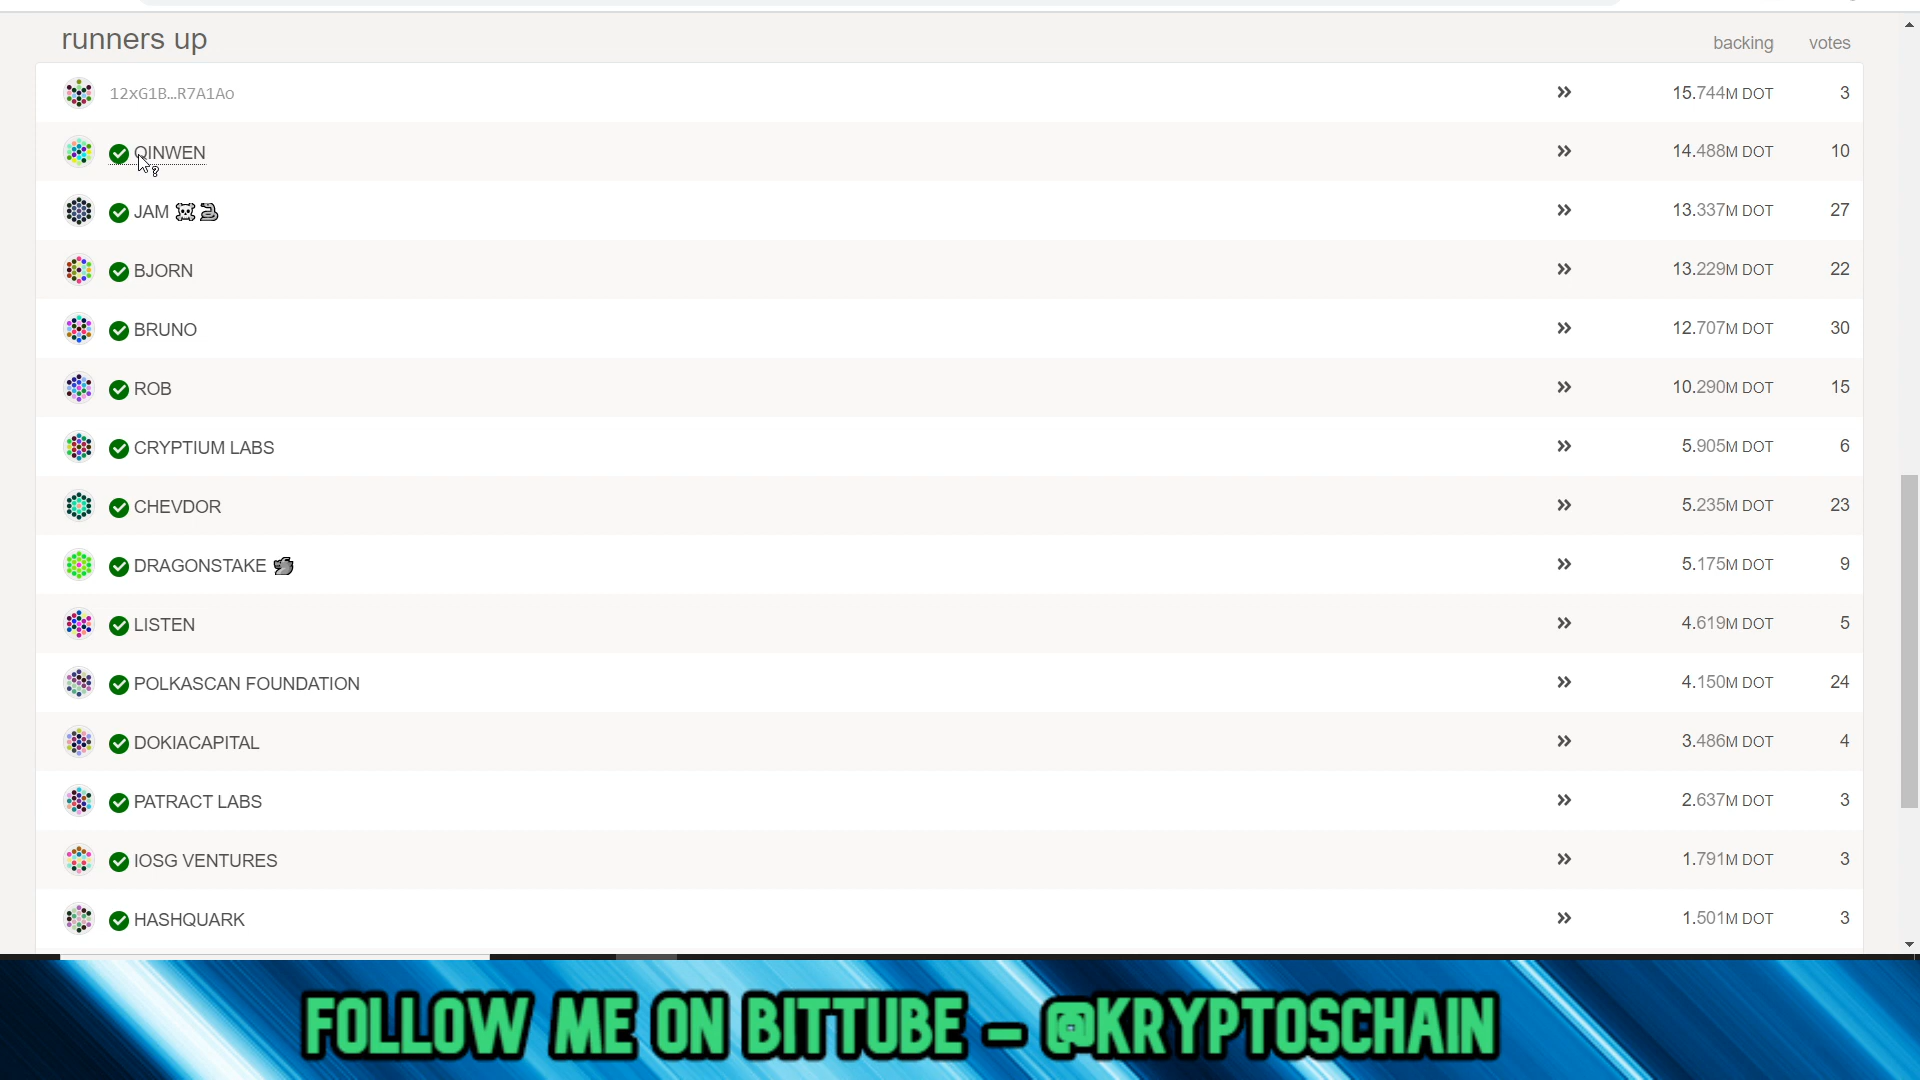 runners up backing votes
12xG1B…R7A1Ao 15.744M DOT 3
QINWEN 14.488M DOT 10
JAM 13.337M DOT 27
BJORN 13.229M DOT 22
BRUNO 12.707M DOT 30
ROB 10.290M DOT 15
CRYPTIUM LABS 5.905M DOT 6
CHEVDOR 5.235M DOT 23
DRAGONSTAKE 5.175M DOT 9
LISTEN 4.619M DOT 5
POLKASCAN FOUNDATION 4.150M DOT 24
DOKIACAPITAL 3.486M DOT 4
PATRACT LABS 2.637M DOT 3
IOSG VENTURES 1.791M DOT 3
HASHQUARK 1.501M DOT 3
FOLLOW ME ON BITTUBE – @KRYPTOSCHAIN